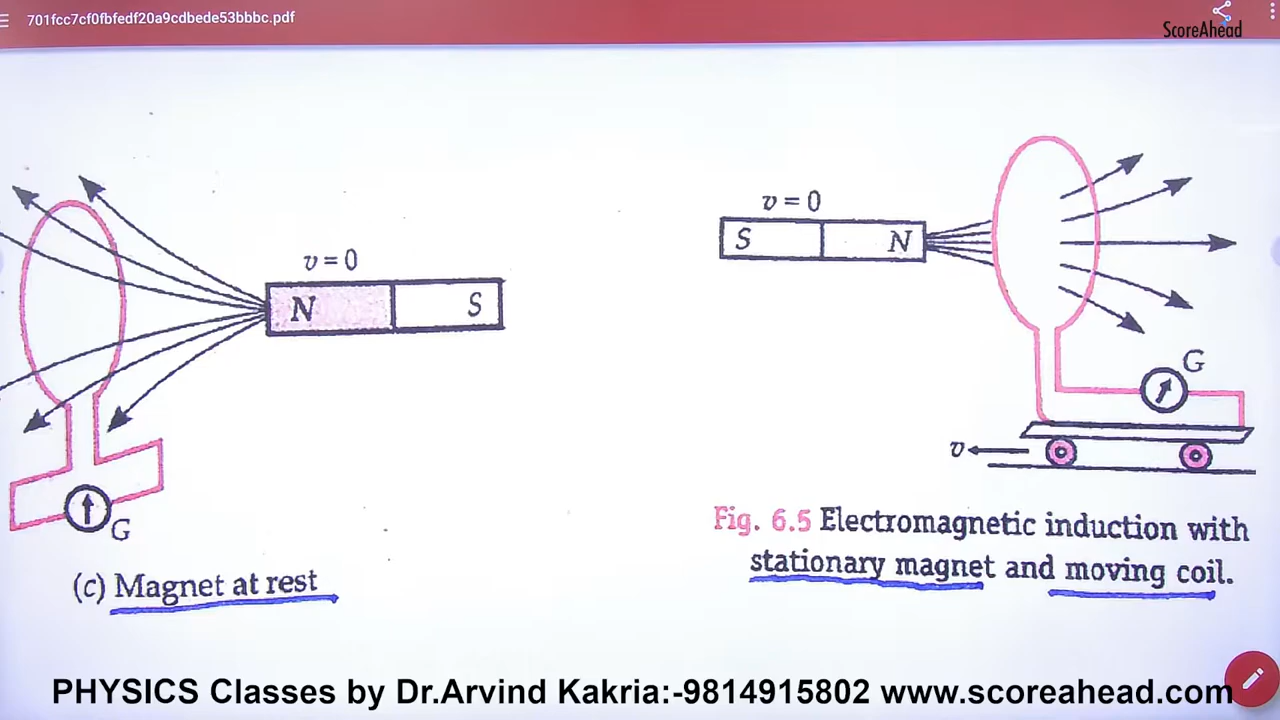 701fcc7cf0fbfedf20a9cdbede53bbbc.pdf
ScoreAhead
v = 0
N S
G
(c) Magnet at rest
v = 0
S N
G
v
Fig. 6.5 Electromagnetic induction with
stationary magnet and moving coil.
PHYSICS Classes by Dr.Arvind Kakria:-9814915802 www.scoreahead.com